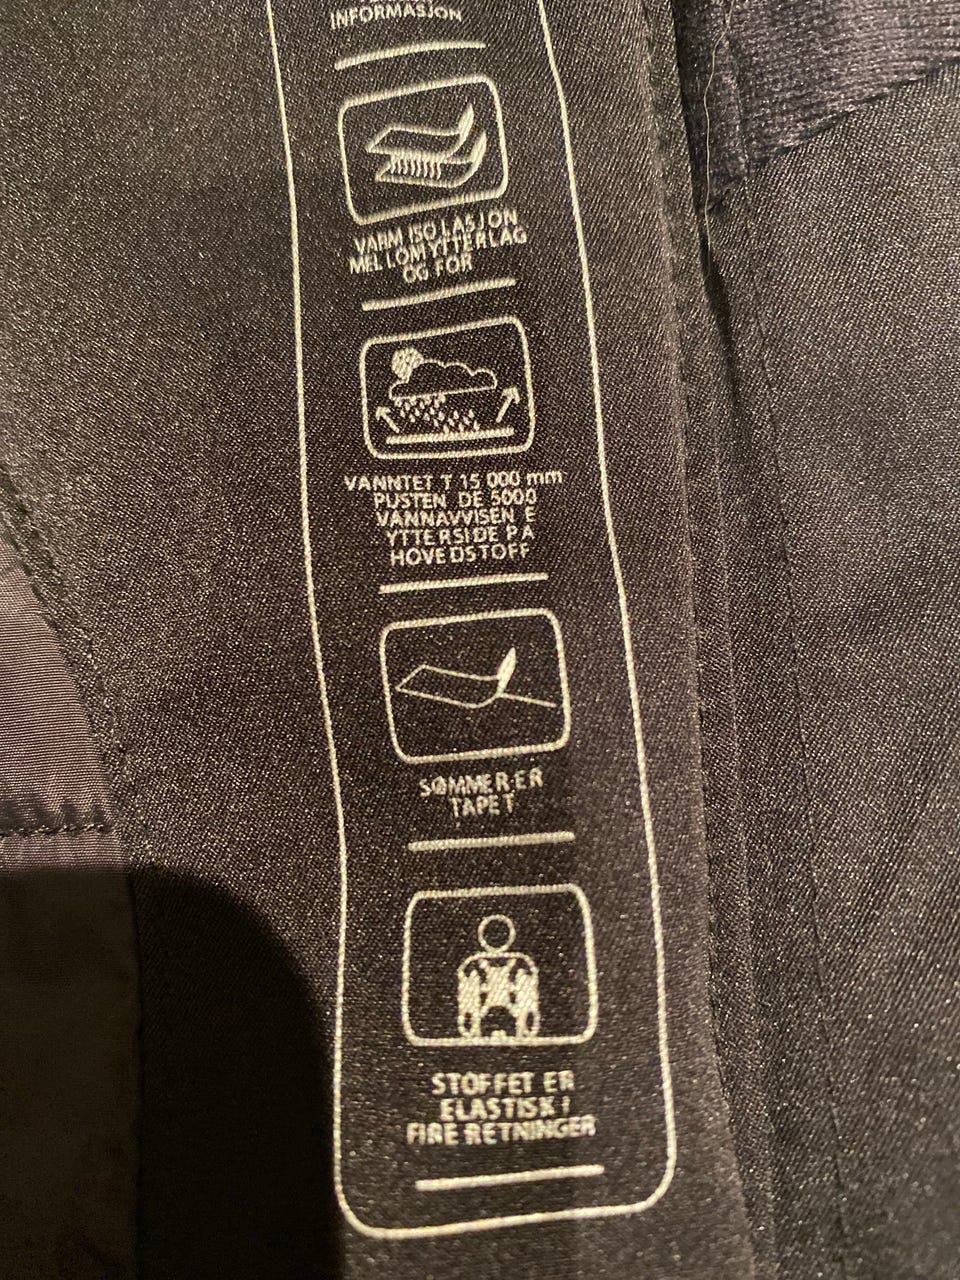 INFORMASJON
VARM ISOLASJON
MELLOM YTTERLAG
OG FOR
VANNTETT 15 000 mm
PUSTENDE 5000
VANNAVVISENDE
YTTERSIDE PÅ
HOVEDSTOFF
SØMMER ER
TAPET
STOFFET ER
ELASTISK I
FIRE RETNINGER